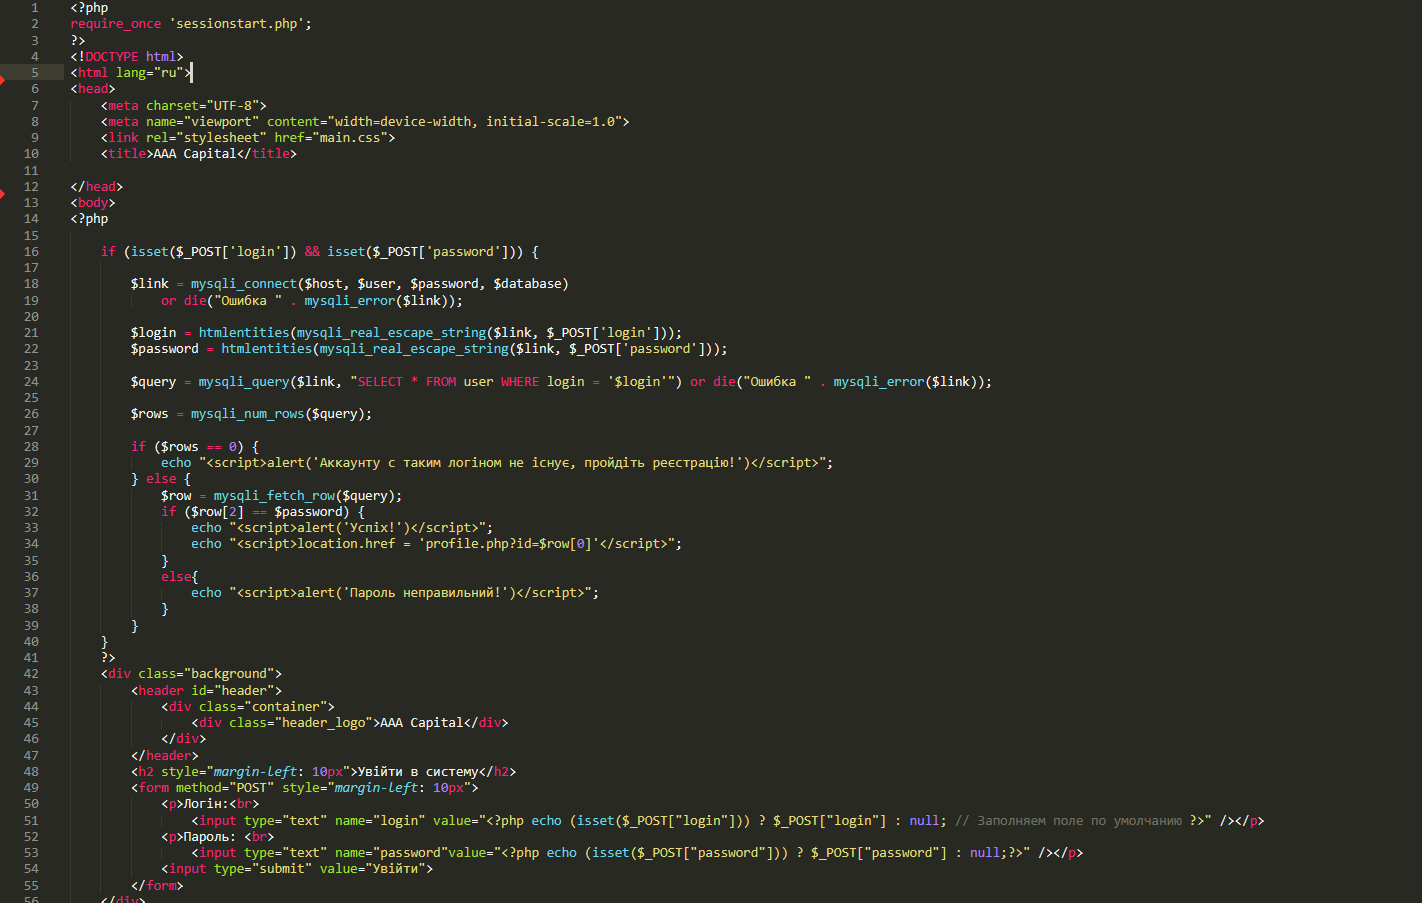 1 <?php
2 require_once 'sessionstart.php';
3 ?>
4 <!DOCTYPE html>
5 <html lang="ru">
6 <head>
7     <meta charset="UTF-8">
8     <meta name="viewport" content="width=device-width, initial-scale=1.0">
9     <link rel="stylesheet" href="main.css">
10     <title>AAA Capital</title>
11
12 </head>
13 <body>
14 <?php
15
16     if (isset($_POST['login']) && isset($_POST['password'])) {
17
18         $link = mysqli_connect($host, $user, $password, $database)
19             or die("Ошибка " . mysqli_error($link));
20
21         $login = htmlentities(mysqli_real_escape_string($link, $_POST['login']));
22         $password = htmlentities(mysqli_real_escape_string($link, $_POST['password']));
23
24         $query = mysqli_query($link, "SELECT * FROM user WHERE login = '$login'") or die("Ошибка " . mysqli_error($link));
25
26         $rows = mysqli_num_rows($query);
27
28         if ($rows == 0) {
29             echo "<script>alert('Аккаунту с таким логіном не існує, пройдіть реєстрацію!')</script>";
30         } else {
31             $row = mysqli_fetch_row($query);
32             if ($row[2] == $password) {
33                 echo "<script>alert('Успіх!')</script>";
34                 echo "<script>location.href = 'profile.php?id=$row[0]'</script>";
35             }
36             else{
37                 echo "<script>alert('Пароль неправильний!')</script>";
38             }
39         }
40     }
41     ?>
42     <div class="background">
43         <header id="header">
44             <div class="container">
45                 <div class="header_logo">AAA Capital</div>
46             </div>
47         </header>
48         <h2 style="margin-left: 10px">Увійти в систему</h2>
49         <form method="POST" style="margin-left: 10px">
50             <p>Логін:<br>
51                 <input type="text" name="login" value="<?php echo (isset($_POST["login"])) ? $_POST["login"] : null; // Заполняем поле по умолчанию ?>" /></p>
52             <p>Пароль: <br>
53                 <input type="text" name="password"value="<?php echo (isset($_POST["password"])) ? $_POST["password"] : null;?>" /></p>
54             <input type="submit" value="Увійти">
55         </form>
56     </div>